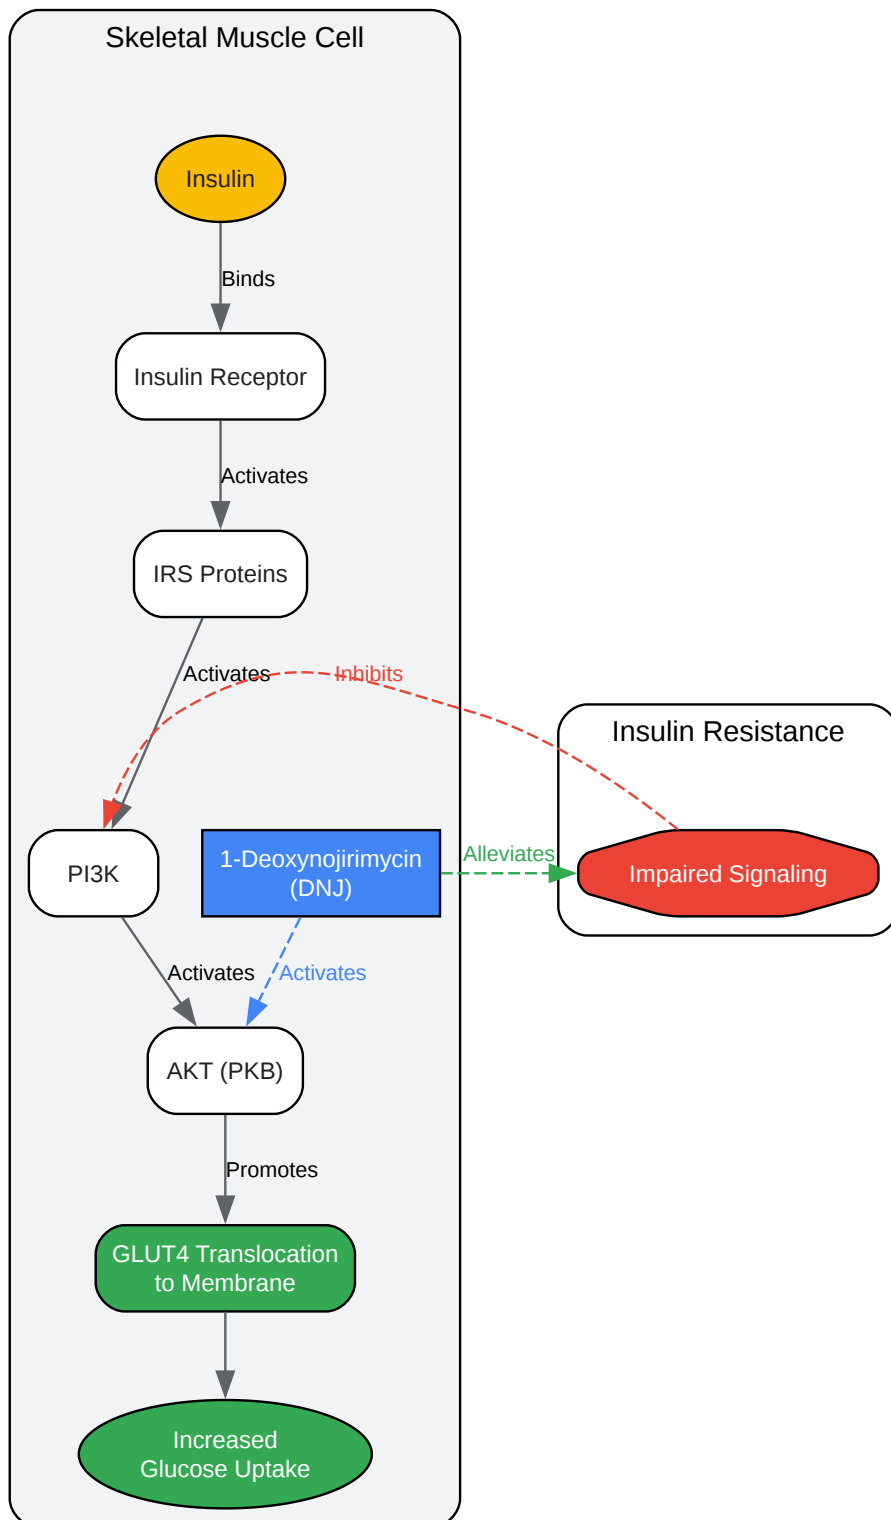 Skeletal Muscle Cell
Insulin
Binds
Insulin Receptor
Activates
IRS Proteins
Activates
Inhibits
Insulin Resistance
PI3K
1-Deoxynojirimycin
(DNJ)
Alleviates
Impaired Signaling
Activates
Activates
AKT (PKB)
Promotes
GLUT4 Translocation
to Membrane
Increased
Glucose Uptake